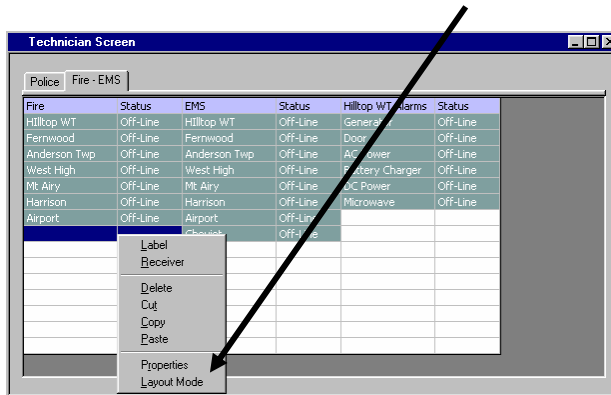 Technician Screen
Police Fire - EMS
Fire Status EMS Status Hilltop WT Alarms Status
HIlltop WT Off-Line HIlltop WT Off-Line Generator Off-Line
Fernwood Off-Line Fernwood Off-Line Door Off-Line
Anderson Twp Off-Line Anderson Twp Off-Line AC Power Off-Line
West High Off-Line West High Off-Line Battery Charger Off-Line
Mt Airy Off-Line Mt Airy Off-Line DC Power Off-Line
Harrison Off-Line Harrison Off-Line Microwave Off-Line
Airport Off-Line Airport Off-Line
Cheviot Off-Line
Label
Receiver
Delete
Cut
Copy
Paste
Properties
Layout Mode